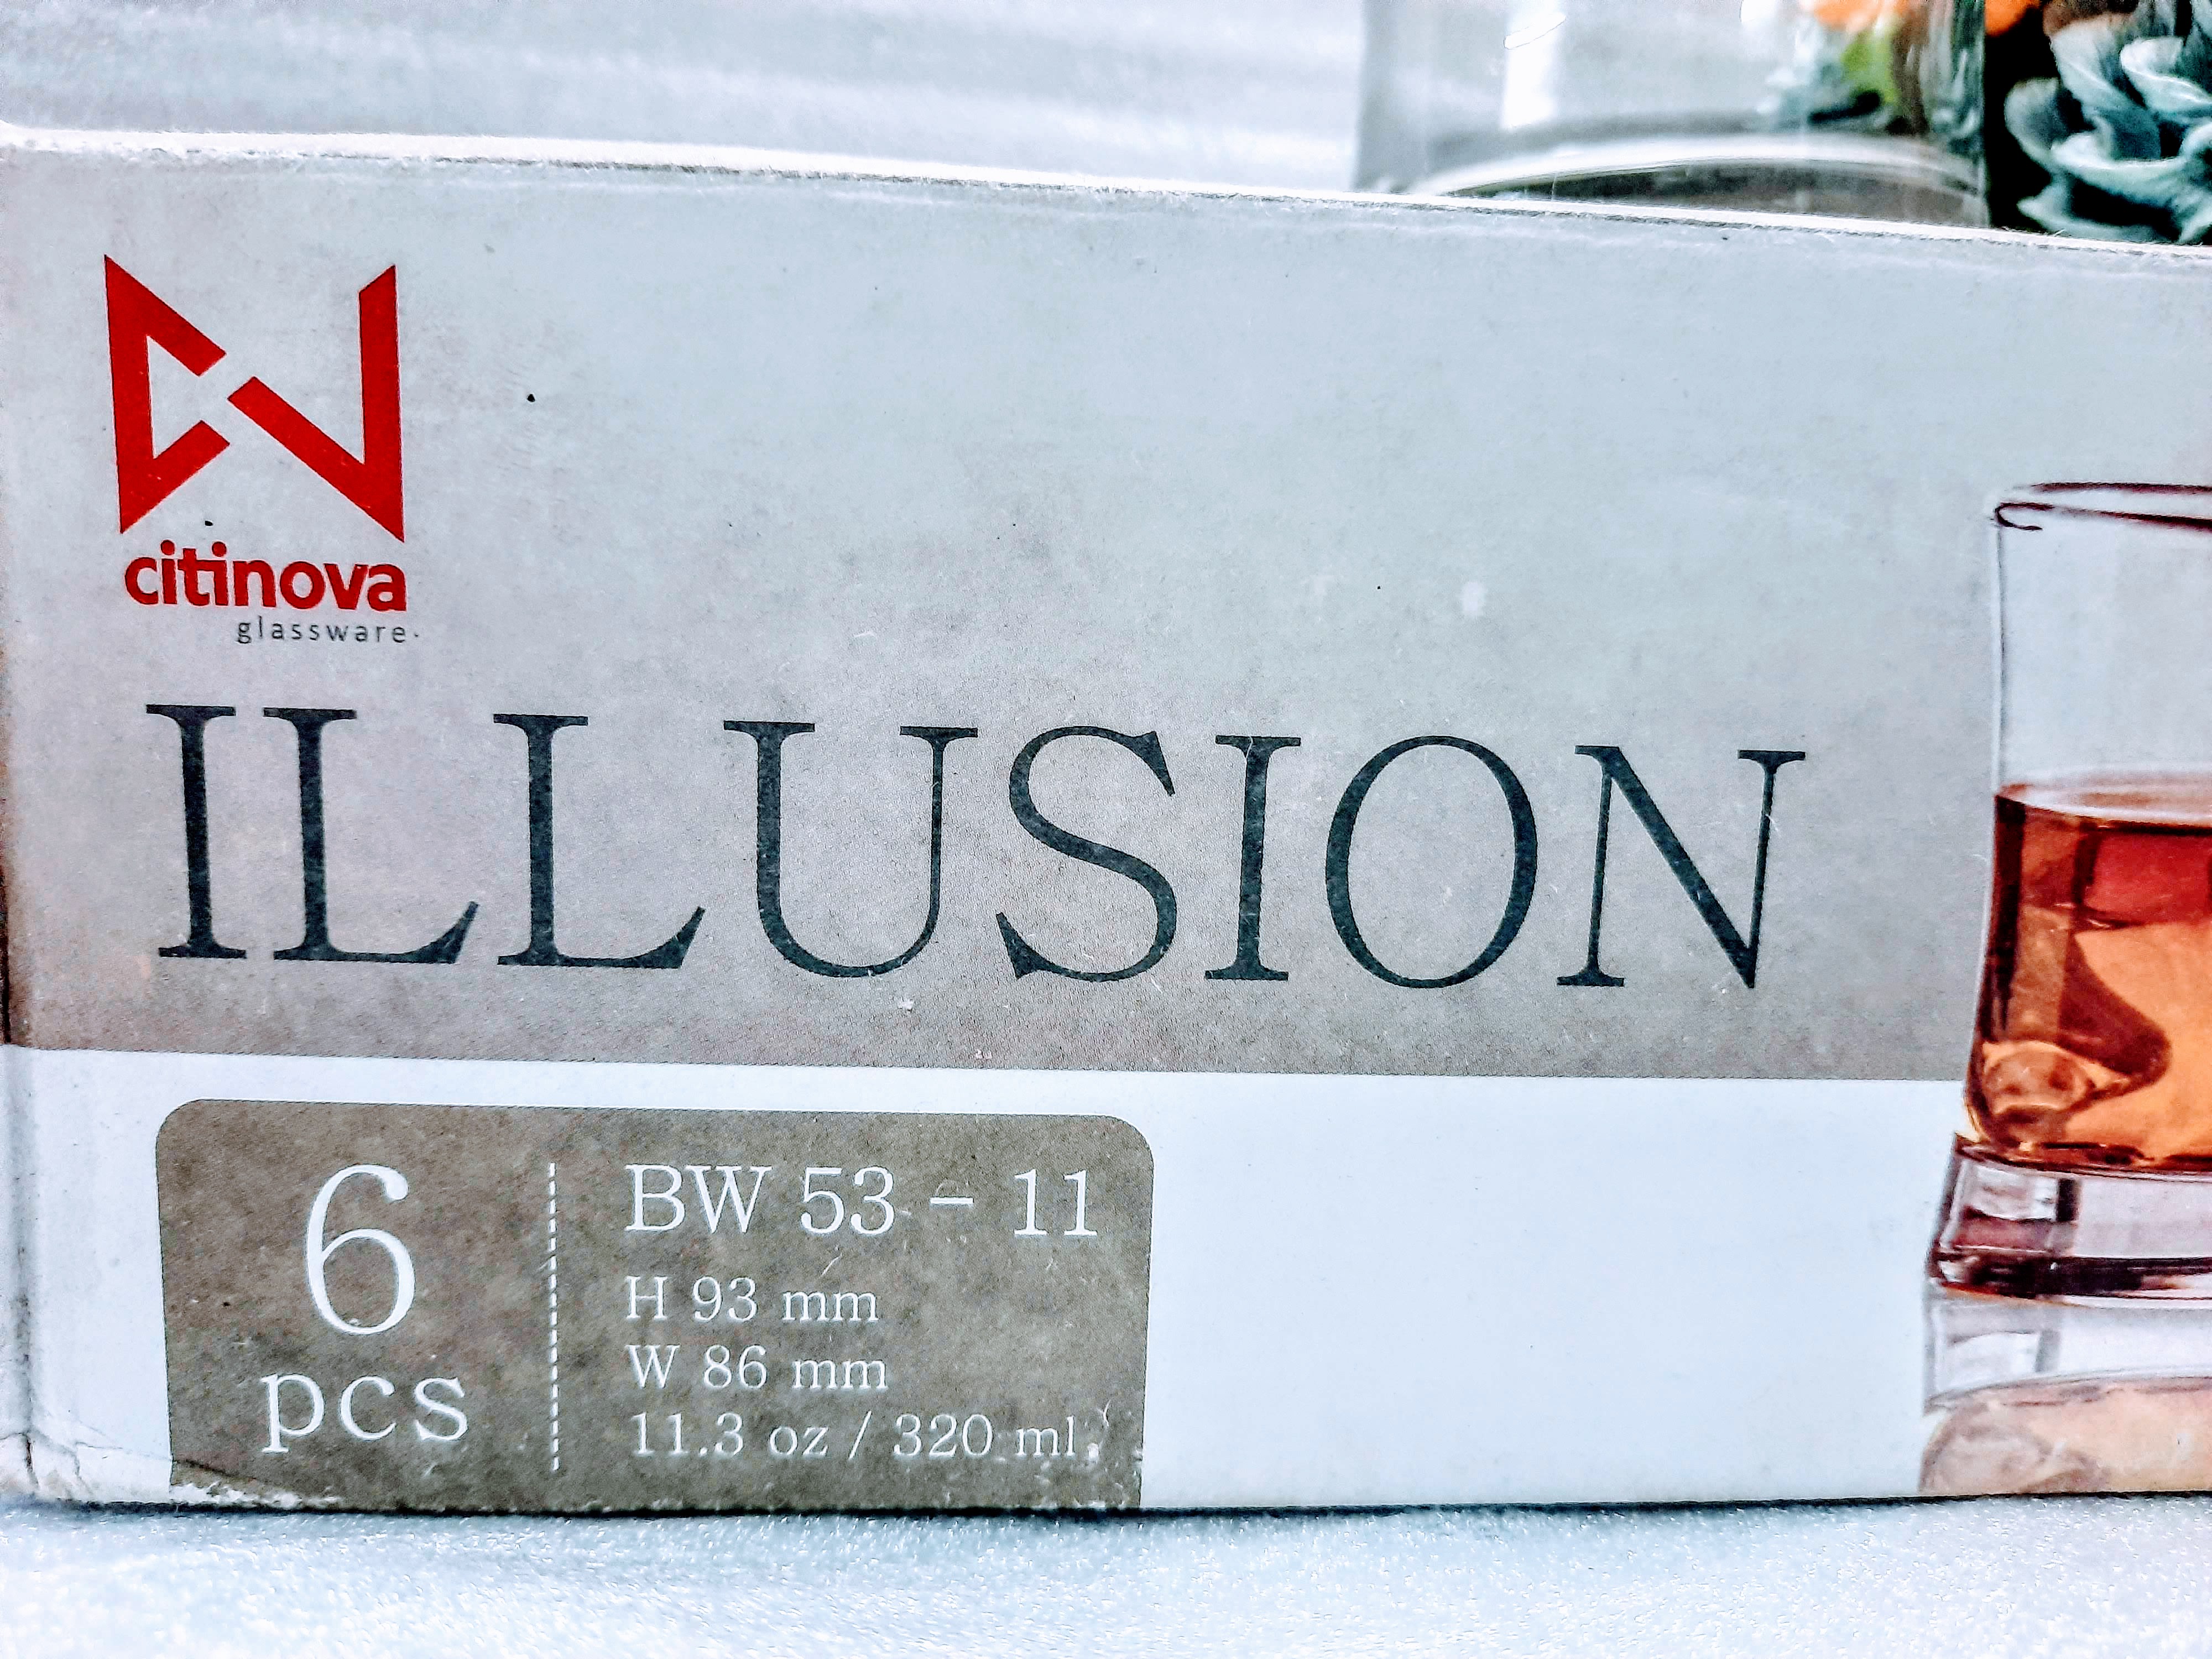 citinova
glassware
ILLUSION
6
pcs
BW 53 - 11
H 93 mm
W 86 mm
11.3 oz / 320 ml